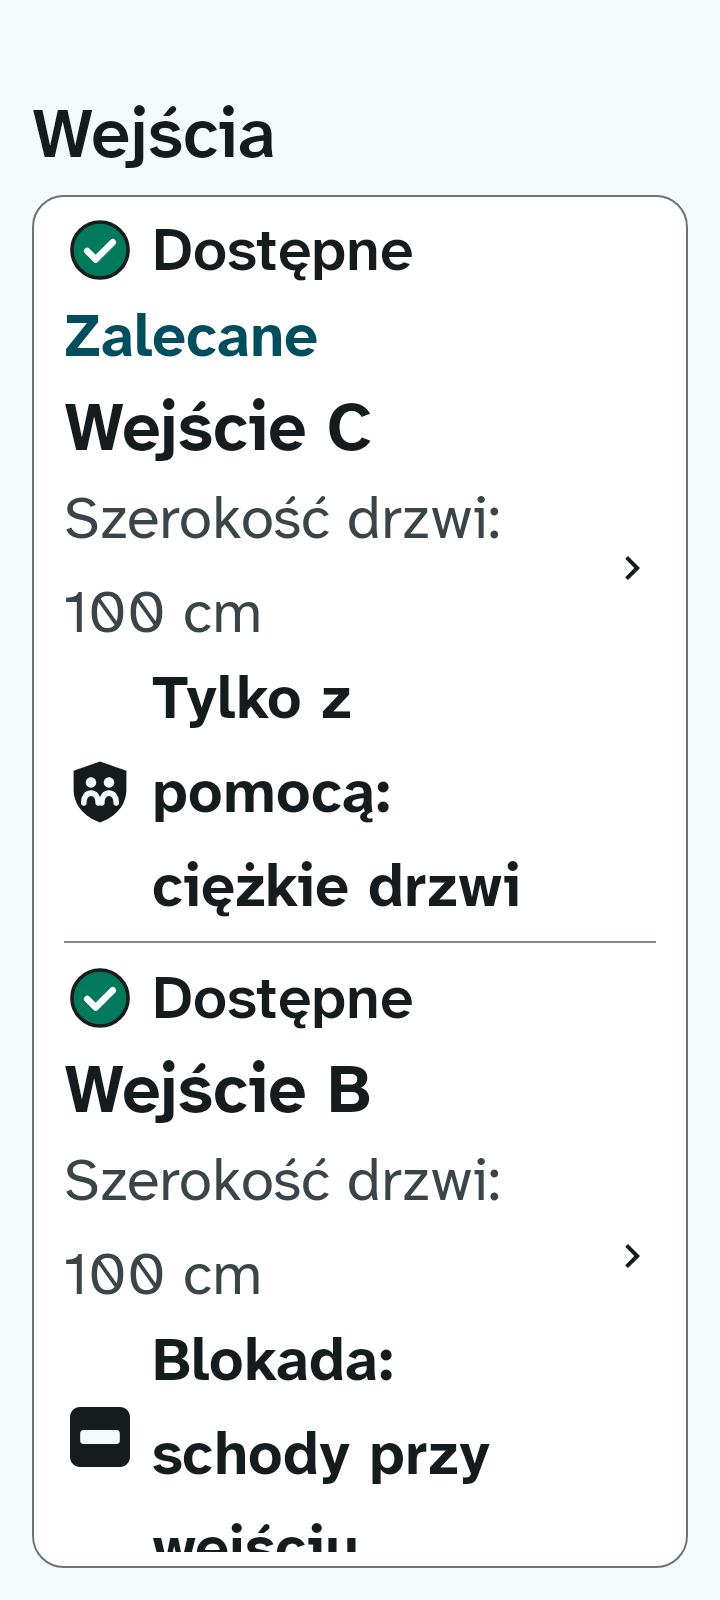 Wejścia
Dostępne
Zalecane
Wejście C
Szerokość drzwi:
100 cm
Tylko z
pomocą:
ciężkie drzwi
Dostępne
Wejście B
Szerokość drzwi:
100 cm
Blokada:
schody przy
wejściu